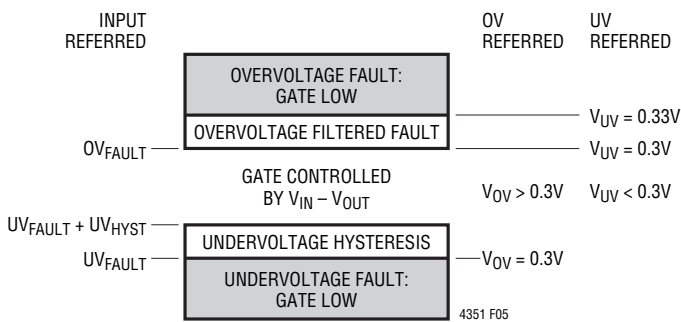 INPUT
REFERRED
OV
REFERRED
UV
REFERRED
OVERVOLTAGE FAULT:
GATE LOW
OVERVOLTAGE FILTERED FAULT
V_UV = 0.33V
OV_FAULT
V_UV = 0.3V
GATE CONTROLLED
BY V_IN – V_OUT
V_OV > 0.3V
V_UV < 0.3V
UV_FAULT + UV_HYST
UNDERVOLTAGE HYSTERESIS
UV_FAULT
V_OV = 0.3V
UNDERVOLTAGE FAULT:
GATE LOW
4351 F05